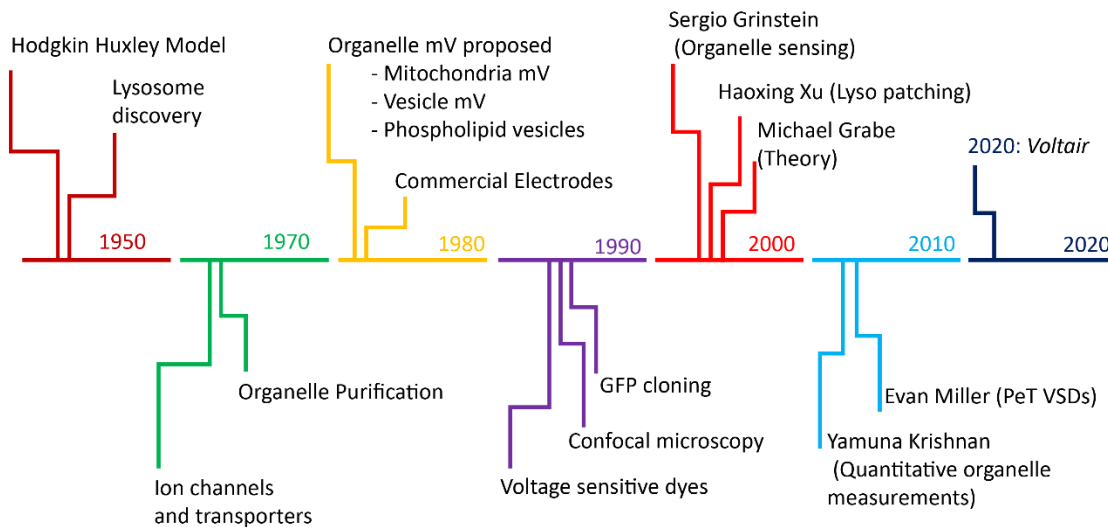 Hodgkin Huxley Model
Lysosome
discovery
1950
Ion channels
and transporters
Organelle Purification
1970
Organelle mV proposed
- Mitochondria mV
- Vesicle mV
- Phospholipid vesicles
Commercial Electrodes
1980
Voltage sensitive dyes
Confocal microscopy
GFP cloning
1990
Sergio Grinstein
(Organelle sensing)
Haoxing Xu (Lyso patching)
Michael Grabe
(Theory)
2000
Yamuna Krishnan
(Quantitative organelle
measurements)
Evan Miller (PeT VSDs)
2010
2020: Voltair
2020